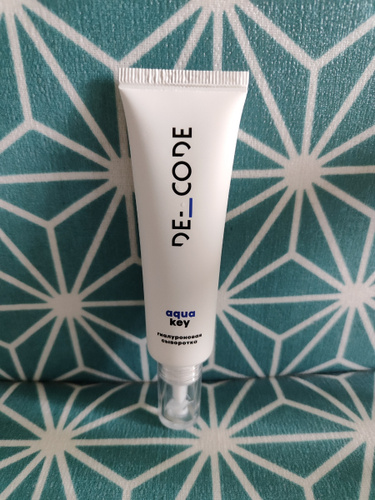 DE_CODE
aqua
key
гиалуроновая
сыворотка